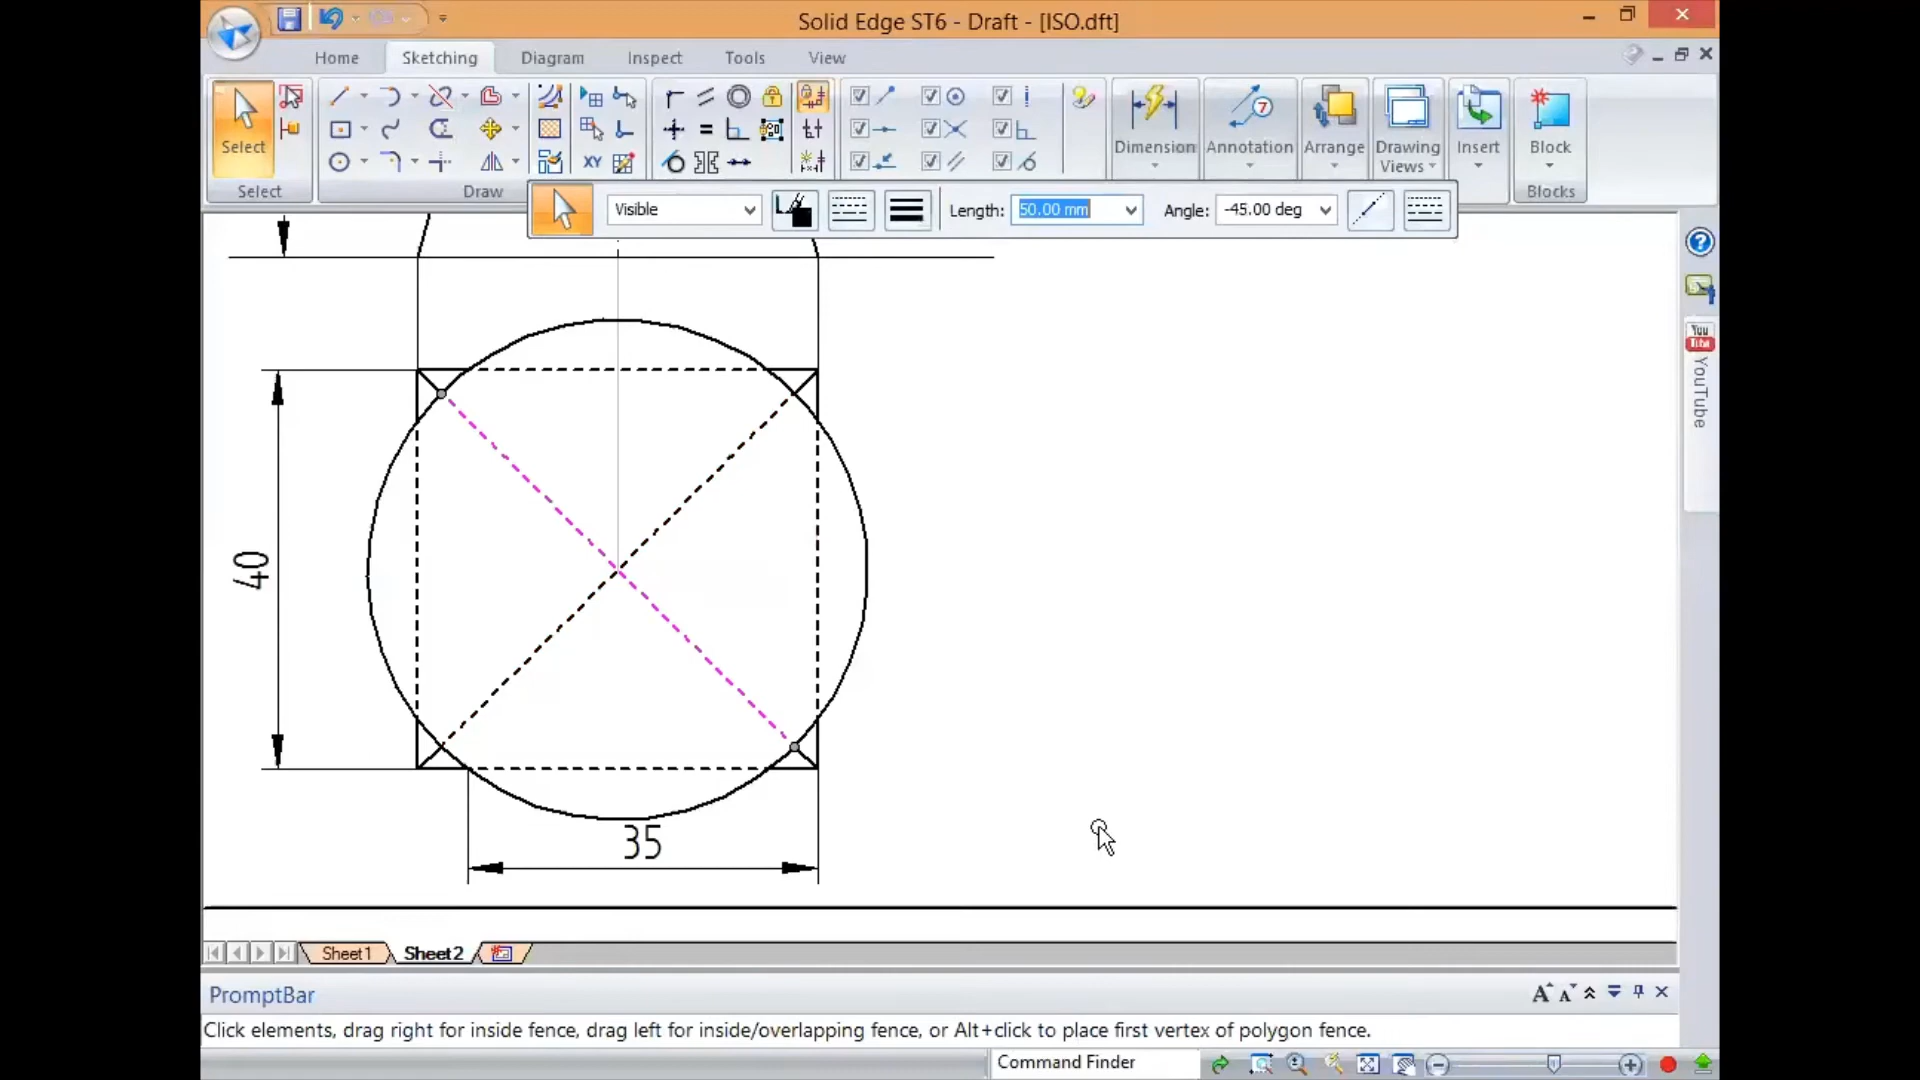 Solid Edge ST6 - Draft - [ISO.dft]
Home
Sketching
Diagram
Inspect
Tools
View
Select
XY
7
Dimension
Annotation
Arrange
Drawing
Views
Insert
Block
Select
Draw
Blocks
Visible
Length:
50.00 mm
Angle:
-45.00 deg
You
Tube
YouTube
40
35
Sheet1
Sheet2
PromptBar
Click elements, drag right for inside fence, drag left for inside/overlapping fence, or Alt+click to place first vertex of polygon fence.
Command Finder